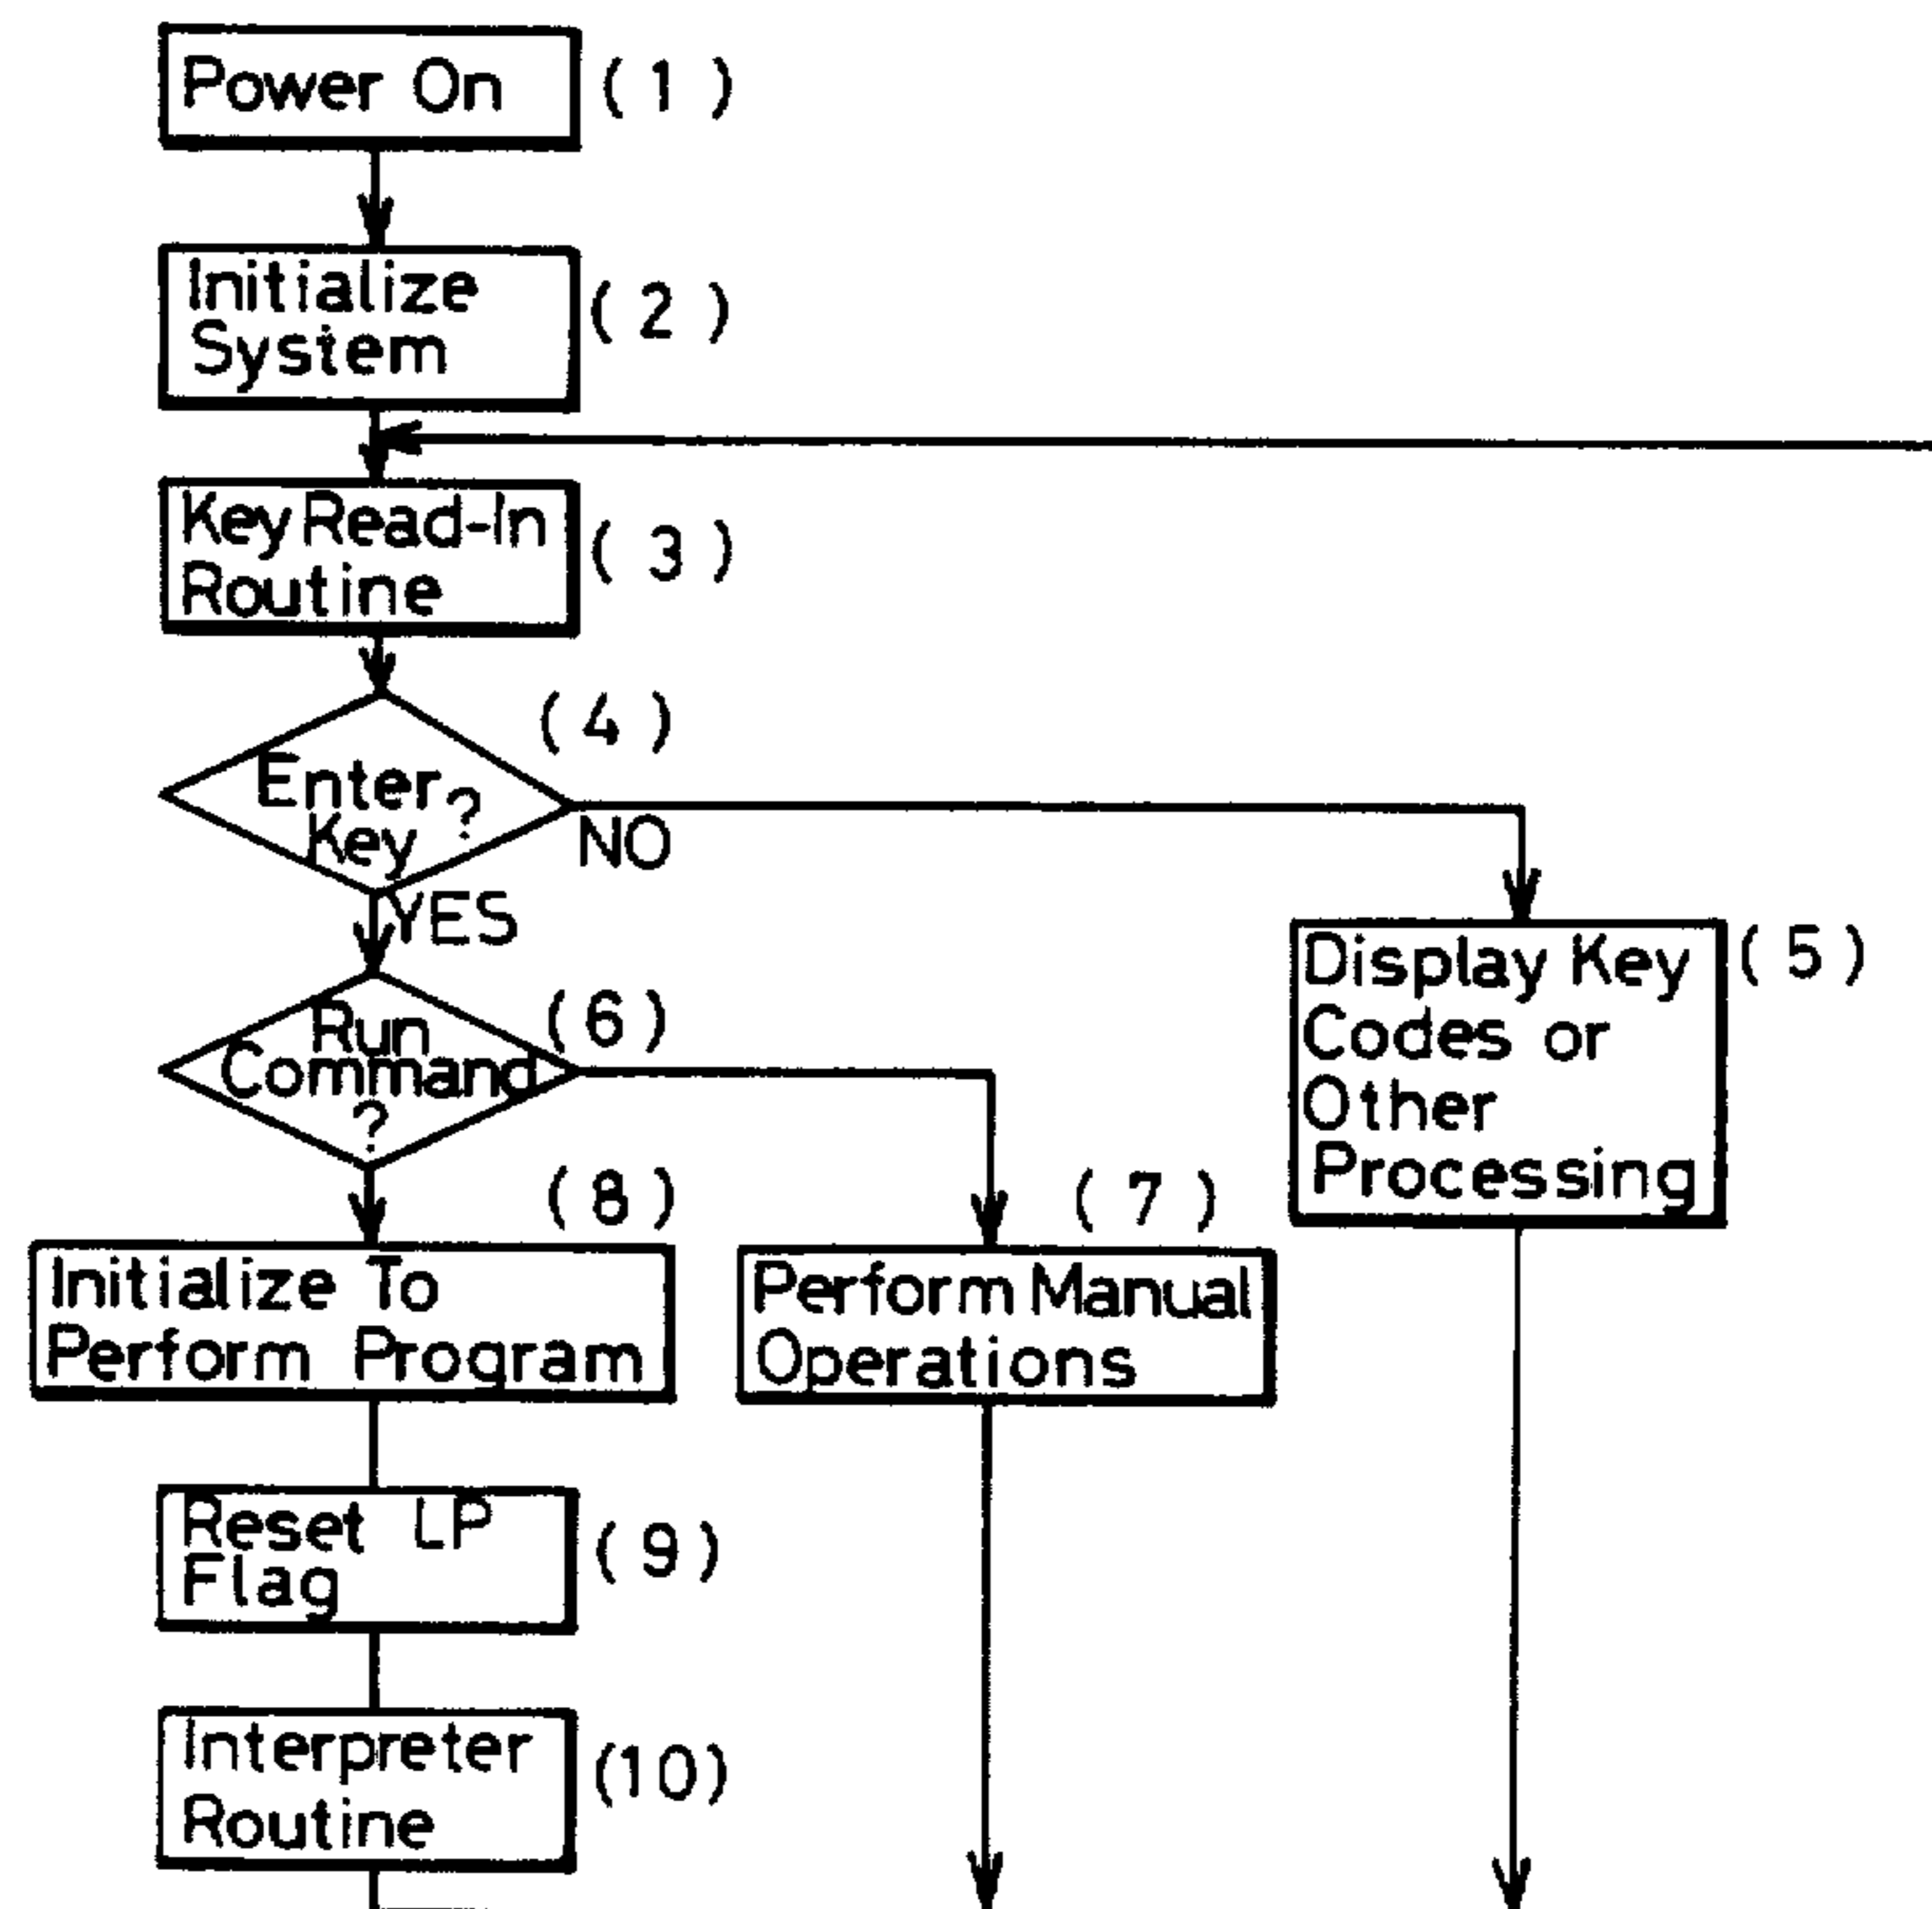 Power On (1)
Initialize
System
(2)
Key Read-In
Routine
(3)
(4)
Enter
Key ?
NO
YES
Display Key
Codes or
Other
Processing
(5)
(6)
Run
Command
?
(8)
Initialize To
Perform Program
(7)
Perform Manual
Operations
Reset LP
Flag
(9)
Interpreter
Routine
(10)